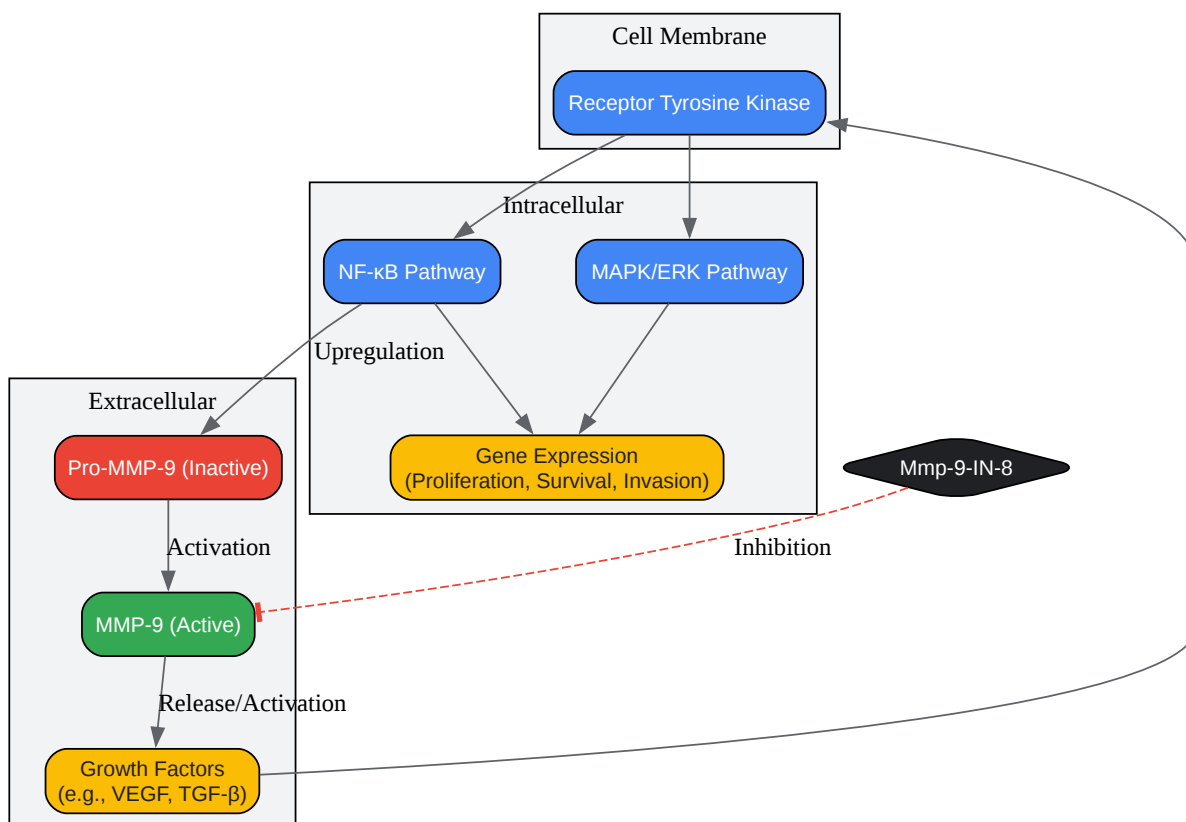 Cell Membrane
Receptor Tyrosine Kinase
Intracellular
NF-κB Pathway
MAPK/ERK Pathway
Upregulation
Extracellular
Pro-MMP-9 (Inactive)
Gene Expression
(Proliferation, Survival, Invasion)
Mmp-9-IN-8
Activation
Inhibition
MMP-9 (Active)
Release/Activation
Growth Factors
(e.g., VEGF, TGF-β)